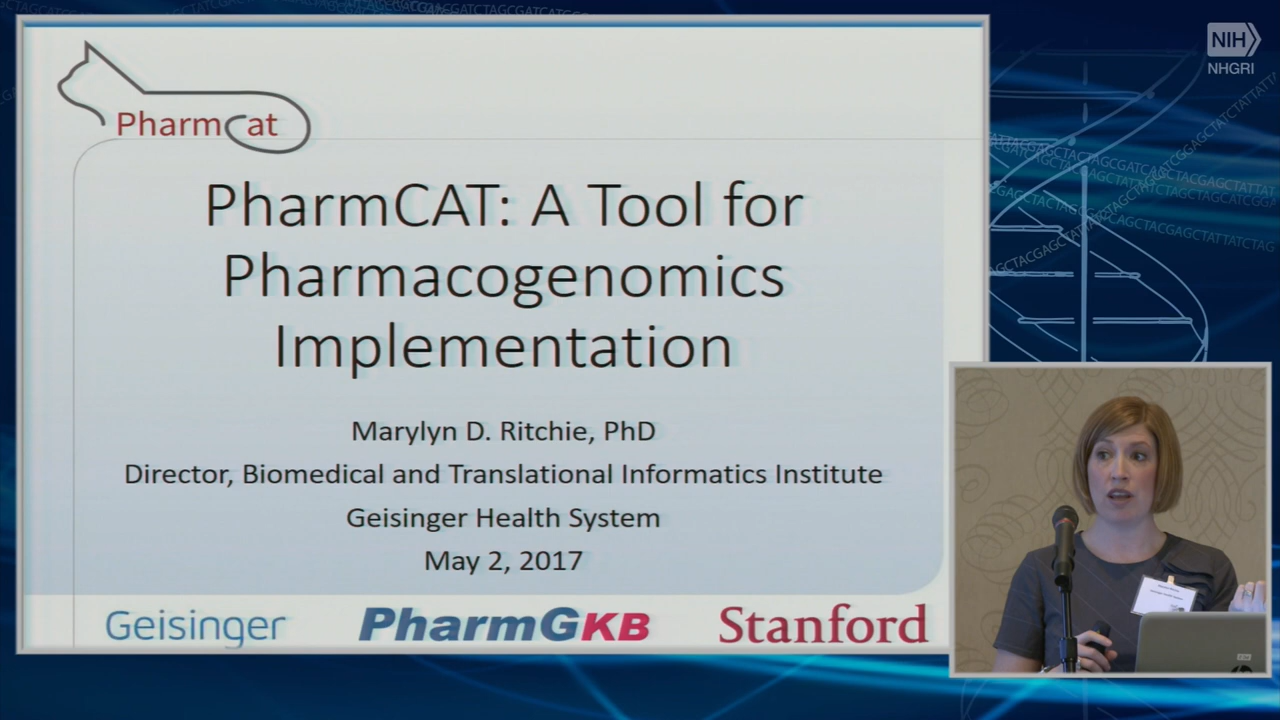 NIH
NHGRI
PharmCat
PharmCAT: A Tool for
Pharmacogenomics
Implementation
Marylyn D. Ritchie, PhD
Director, Biomedical and Translational Informatics Institute
Geisinger Health System
May 2, 2017
Geisinger
PharmGKB
Stanford